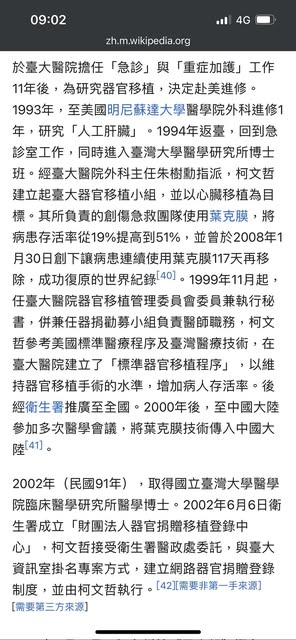 09:02
4G
zh.m.wikipedia.org
於臺大醫院擔任「急診」與「重症加護」工作
11年後，為研究器官移植，決定赴美進修。
1993年，至美國明尼蘇達大學醫學院外科進修1
年，研究「人工肝臟」。1994年返臺，回到急
診室工作，同時進入臺灣大學醫學研究所博士
班。經臺大醫院外科主任朱樹勳指派，柯文哲
建立起臺大器官移植小組，並以心臟移植為目
標。其所負責的創傷急救團隊使用葉克膜，將
病患存活率從19%提高到51%，並曾於2008年1
月30日創下讓病患連續使用葉克膜117天再移
除，成功復原的世界紀錄[40]。1999年11月起，
任臺大醫院器官移植管理委員會委員兼執行秘
書，併兼任器捐勸募小組負責醫師職務，柯文
哲參考美國標準醫療程序及臺灣醫療技術，在
臺大醫院建立了「標準器官移植程序」，以維
持器官移植手術的水準，增加病人存活率。後
經衛生署推廣至全國。2000年後，至中國大陸
參加多次醫學會議，將葉克膜技術傳入中國大
陸[41]。
2002年（民國91年），取得國立臺灣大學醫學
院臨床醫學研究所醫學博士。2002年6月6日衛
生署成立「財團法人器官捐贈移植登錄中
心」，柯文哲接受衛生署醫政處委託，與臺大
資訊室掛名專案方式，建立網路器官捐贈登錄
制度，並由柯文哲執行。[42][需要非第一手來源]
[需要第三方來源]